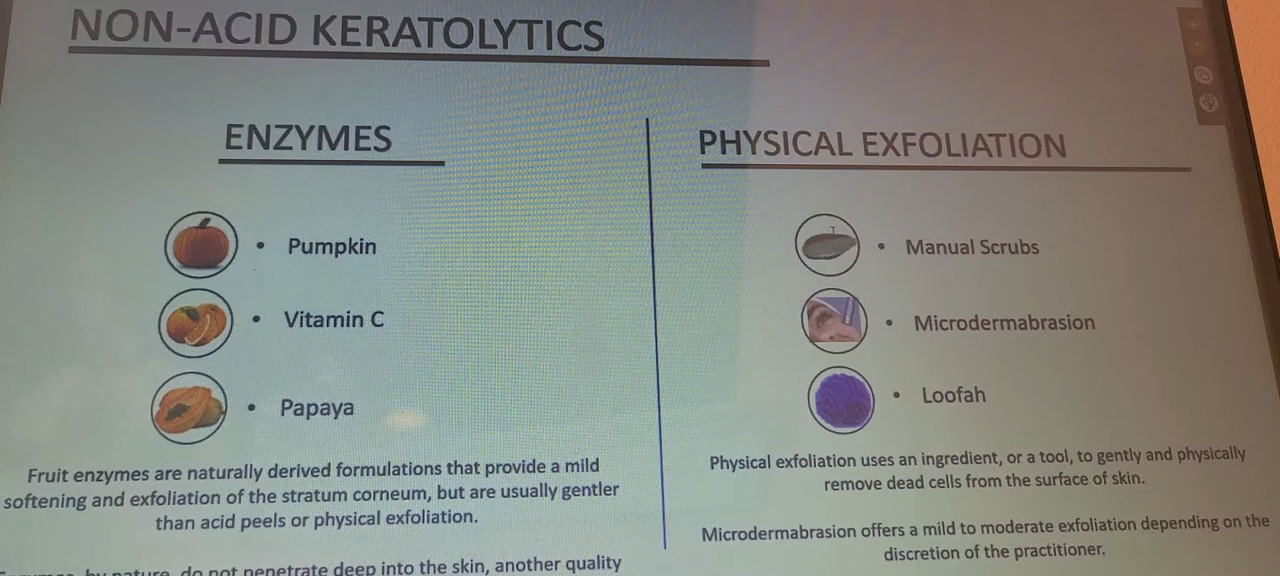 NON-ACID KERATOLYTICS
ENZYMES
• Pumpkin
• Vitamin C
• Papaya
Fruit enzymes are naturally derived formulations that provide a mild
softening and exfoliation of the stratum corneum, but are usually gentler
than acid peels or physical exfoliation.
by nature, do not penetrate deep into the skin, another quality
PHYSICAL EXFOLIATION
• Manual Scrubs
• Microdermabrasion
• Loofah
Physical exfoliation uses an ingredient, or a tool, to gently and physically
remove dead cells from the surface of skin.
Microdermabrasion offers a mild to moderate exfoliation depending on the
discretion of the practitioner.